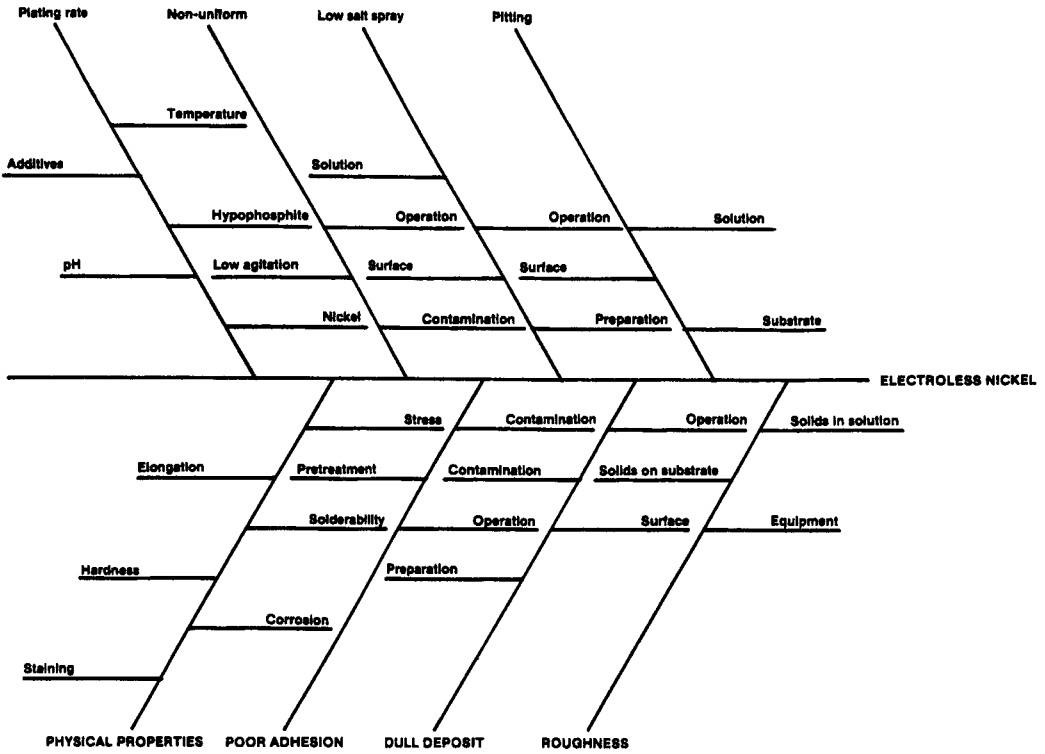 Plating rate
Non-uniform
Low salt spray
Pitting
Temperature
Additives
Solution
Hypophosphite
Operation
Operation
Solution
pH
Low agitation
Surface
Surface
Nickel
Contamination
Preparation
Substrate
ELECTROLESS NICKEL
Stress
Contamination
Operation
Solids in solution
Elongation
Pretreatment
Contamination
Solids on substrate
Solderability
Operation
Surface
Equipment
Hardness
Preparation
Corrosion
Staining
PHYSICAL PROPERTIES
POOR ADHESION
DULL DEPOSIT
ROUGHNESS